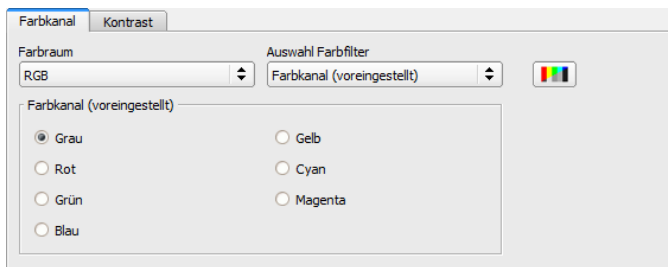 Farbkanal Kontrast
Farbraum Auswahl Farbfilter
RGB Farbkanal (voreingestellt)
Farbkanal (voreingestellt)
Grau Gelb
Rot Cyan
Grün Magenta
Blau